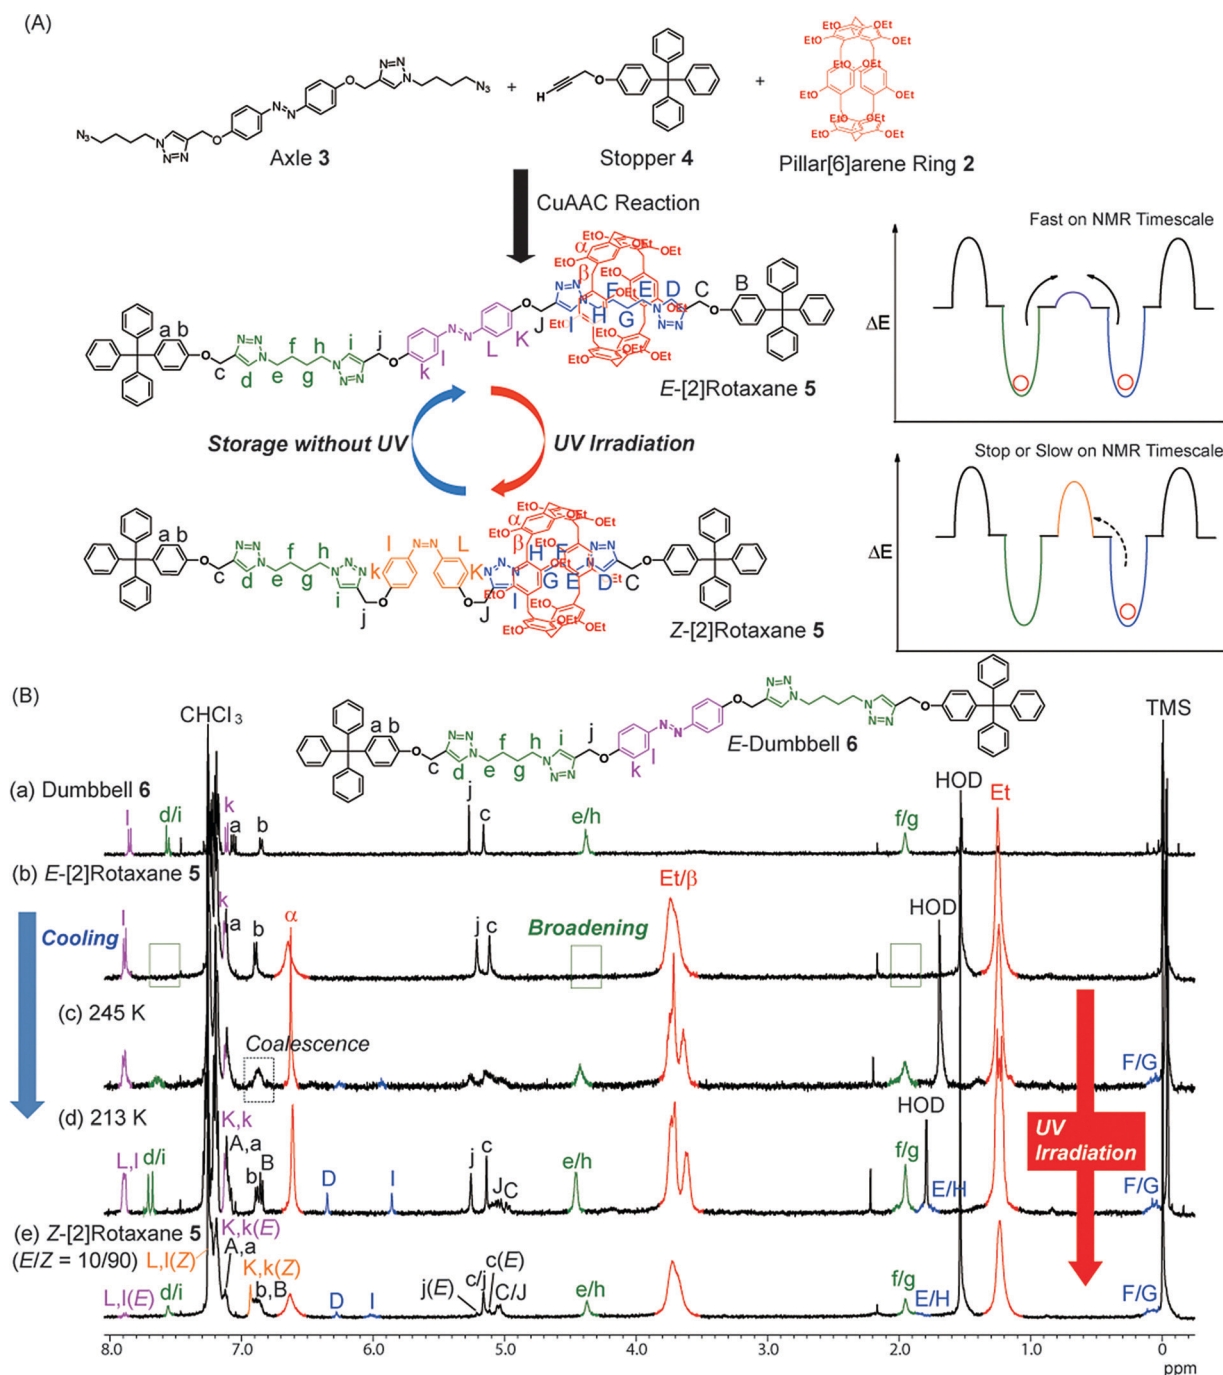 (A)
Axle 3
+
Stopper 4
+
Pillar[6]arene Ring 2
CuAAC Reaction
E-[2]Rotaxane 5
Storage without UV
UV Irradiation
Z-[2]Rotaxane 5
Fast on NMR Timescale
ΔE
Stop or Slow on NMR Timescale
ΔE
(B)
CHCl3
E-Dumbbell 6
TMS
(a) Dumbbell 6
l d/i k a b j c e/h f/g HOD Et
(b) E-[2]Rotaxane 5
Cooling
l k a b α j c Broadening Et/β HOD
(c) 245 K
Coalescence
F/G
(d) 213 K
L,l d/i K,k A,a b B D I j c J C e/h f/g HOD E/H F/G
UV
Irradiation
(e) Z-[2]Rotaxane 5
(E/Z = 10/90)
L,l(E) d/i L,l(Z) K,k(E) A,a K,k(Z) b,B D I j(E) c/j c(E) C/J e/h f/g E/H F/G
8.0 7.0 6.0 5.0 4.0 3.0 2.0 1.0 0
ppm